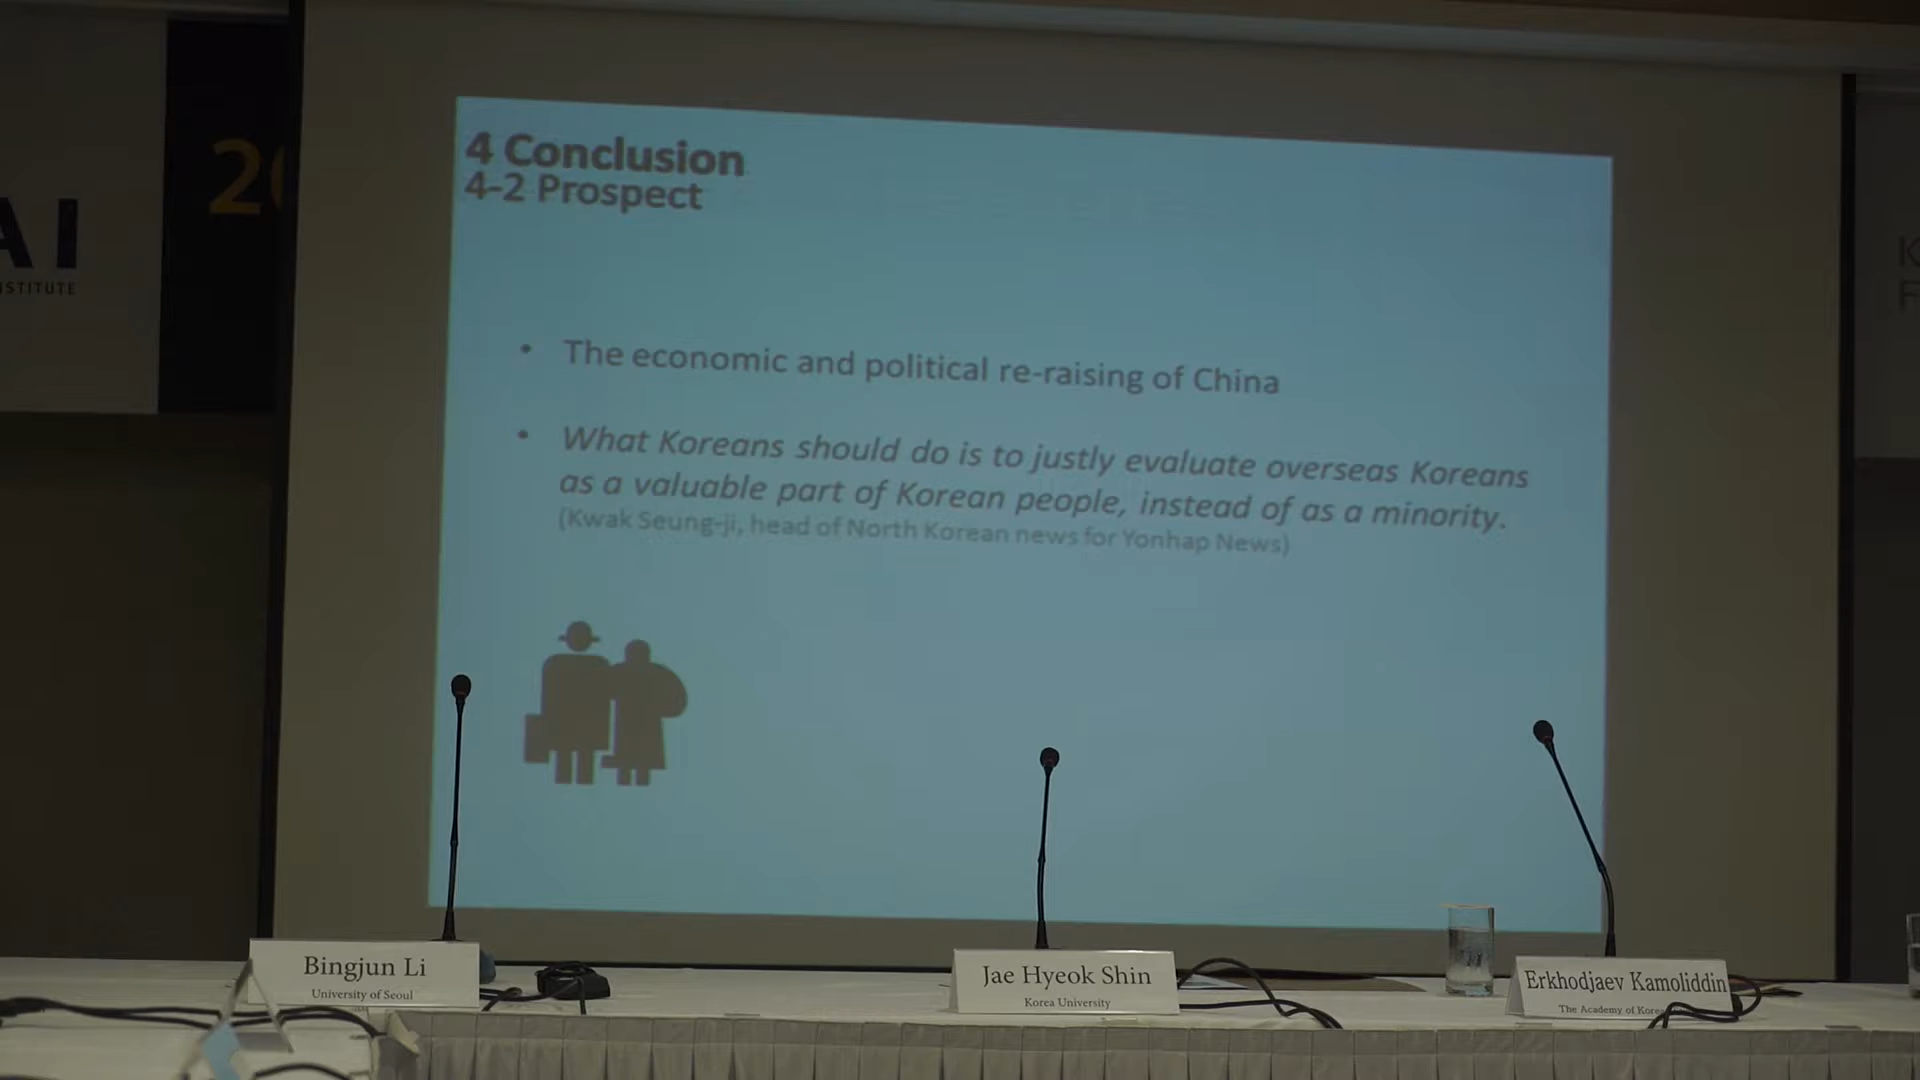 4 Conclusion
4-2 Prospect
• The economic and political re-raising of China
• What Koreans should do is to justly evaluate overseas Koreans
as a valuable part of Korean people, instead of as a minority.
(Kwak Seung-ji, head of North Korean news for Yonhap News)
AI
Bingjun Li
University of Seoul
Jae Hyeok Shin
Korea University
Erkhodjaev Kamoliddin
The Academy of